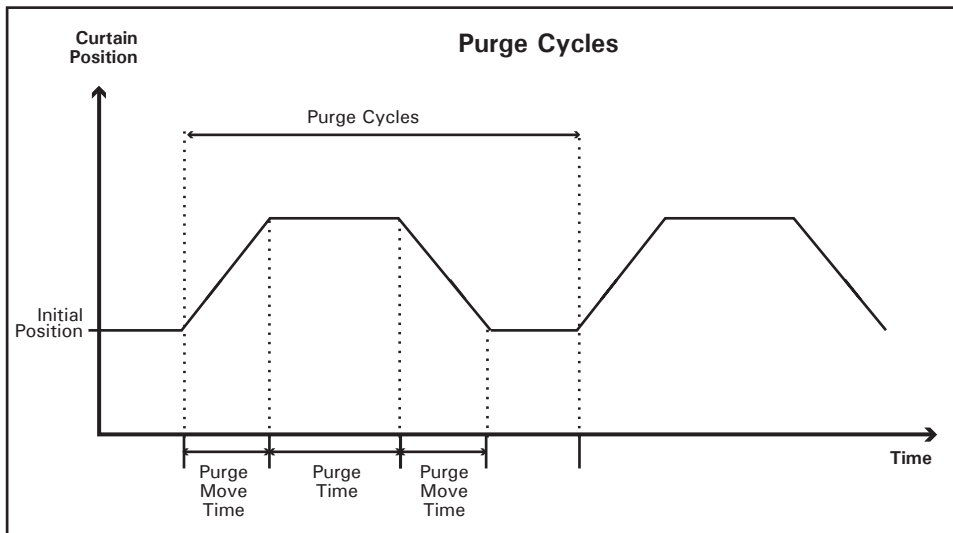 Curtain
Position
Purge Cycles
Purge Cycles
Initial
Position
Time
Purge
Move
Time
Purge
Time
Purge
Move
Time